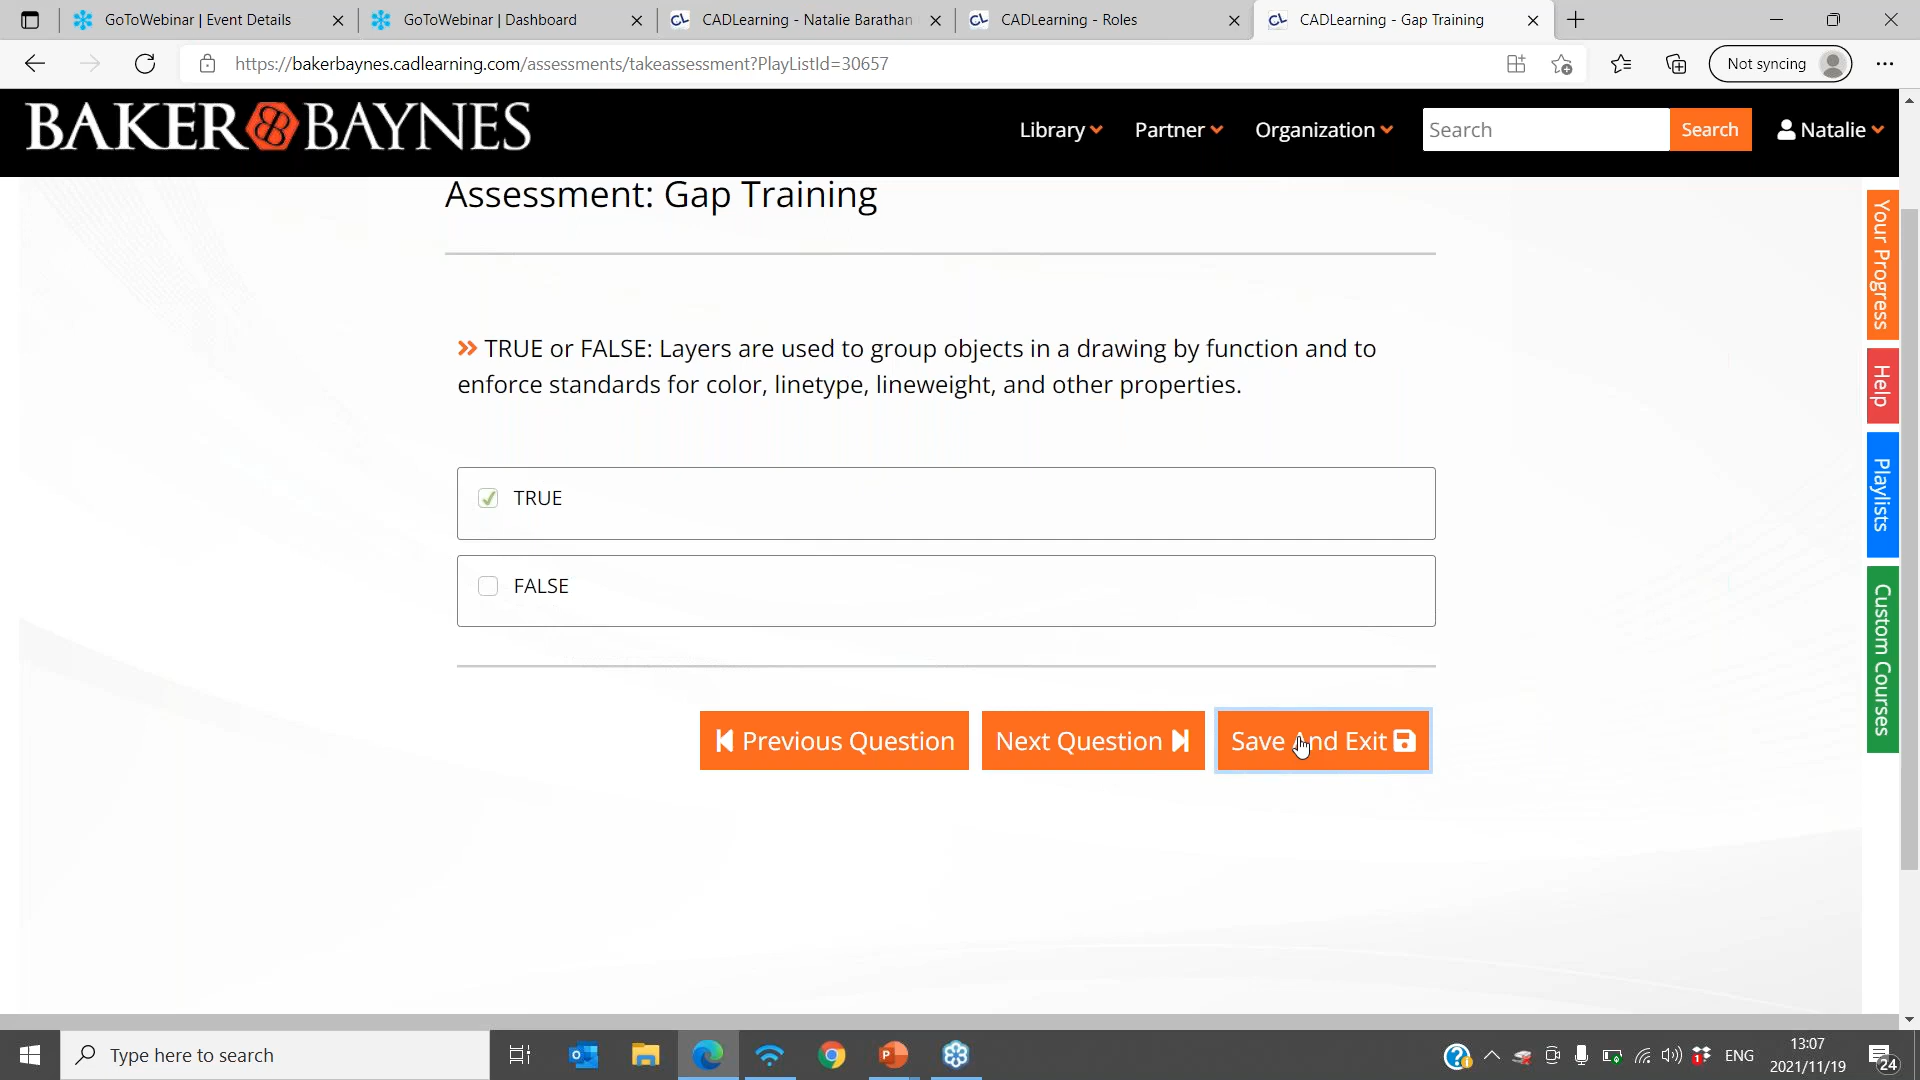 GoToWebinar | Event Details
GoToWebinar | Dashboard
CADLearning - Natalie Barathan
CADLearning - Roles
CADLearning - Gap Training
https://bakerbaynes.cadlearning.com/assessments/takeassessment?PlayListId=30657
Not syncing
BAKER BAYNES
Library
Partner
Organization
Search
Search
Natalie
Assessment: Gap Training
Your Progress
Help
Playlists
Custom Courses
TRUE or FALSE: Layers are used to group objects in a drawing by function and to
enforce standards for color, linetype, lineweight, and other properties.
TRUE
FALSE
Previous Question
Next Question
Save And Exit
Type here to search
ENG
13:07
2021/11/19
24